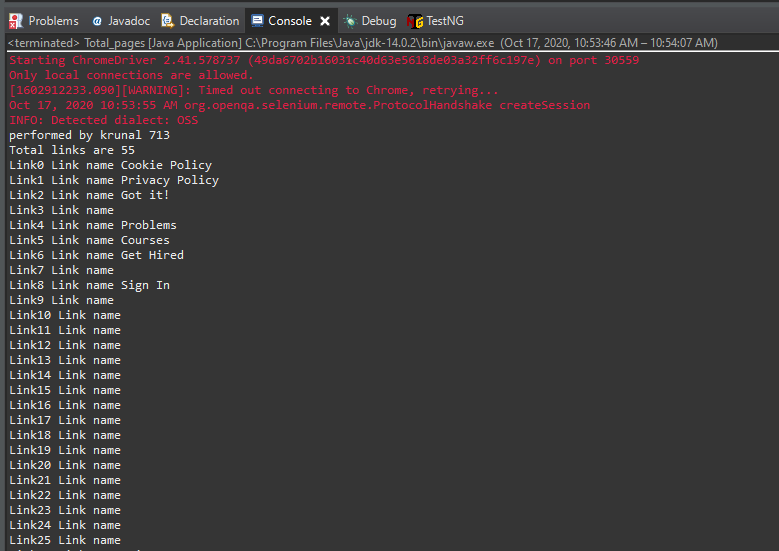 Problems @ Javadoc Declaration Console Debug TestNG
<terminated> Total_pages [Java Application] C:\Program Files\Java\jdk-14.0.2\bin\javaw.exe (Oct 17, 2020, 10:53:46 AM – 10:54:07 AM)
Starting ChromeDriver 2.41.578737 (49da6702b16031c40d63e5618de03a32ff6c197e) on port 30559
Only local connections are allowed.
[1602912233.090][WARNING]: Timed out connecting to Chrome, retrying...
Oct 17, 2020 10:53:55 AM org.openqa.selenium.remote.ProtocolHandshake createSession
INFO: Detected dialect: OSS
performed by krunal 713
Total links are 55
Link0 Link name Cookie Policy
Link1 Link name Privacy Policy
Link2 Link name Got it!
Link3 Link name
Link4 Link name Problems
Link5 Link name Courses
Link6 Link name Get Hired
Link7 Link name
Link8 Link name Sign In
Link9 Link name
Link10 Link name
Link11 Link name
Link12 Link name
Link13 Link name
Link14 Link name
Link15 Link name
Link16 Link name
Link17 Link name
Link18 Link name
Link19 Link name
Link20 Link name
Link21 Link name
Link22 Link name
Link23 Link name
Link24 Link name
Link25 Link name